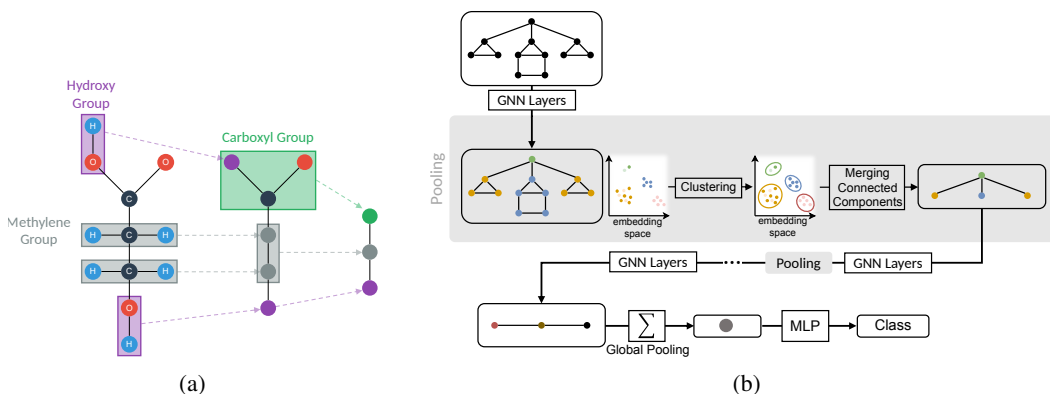 Hydroxy
Group
H
O
O
Carboxyl Group
C
C
Methylene
Group
H
C
H
H
C
H
O
H
(a)
GNN Layers
Pooling
embedding
space
Clustering
embedding
space
Merging
Connected
Components
GNN Layers
Pooling
GNN Layers
∑
Global Pooling
MLP
Class
(b)